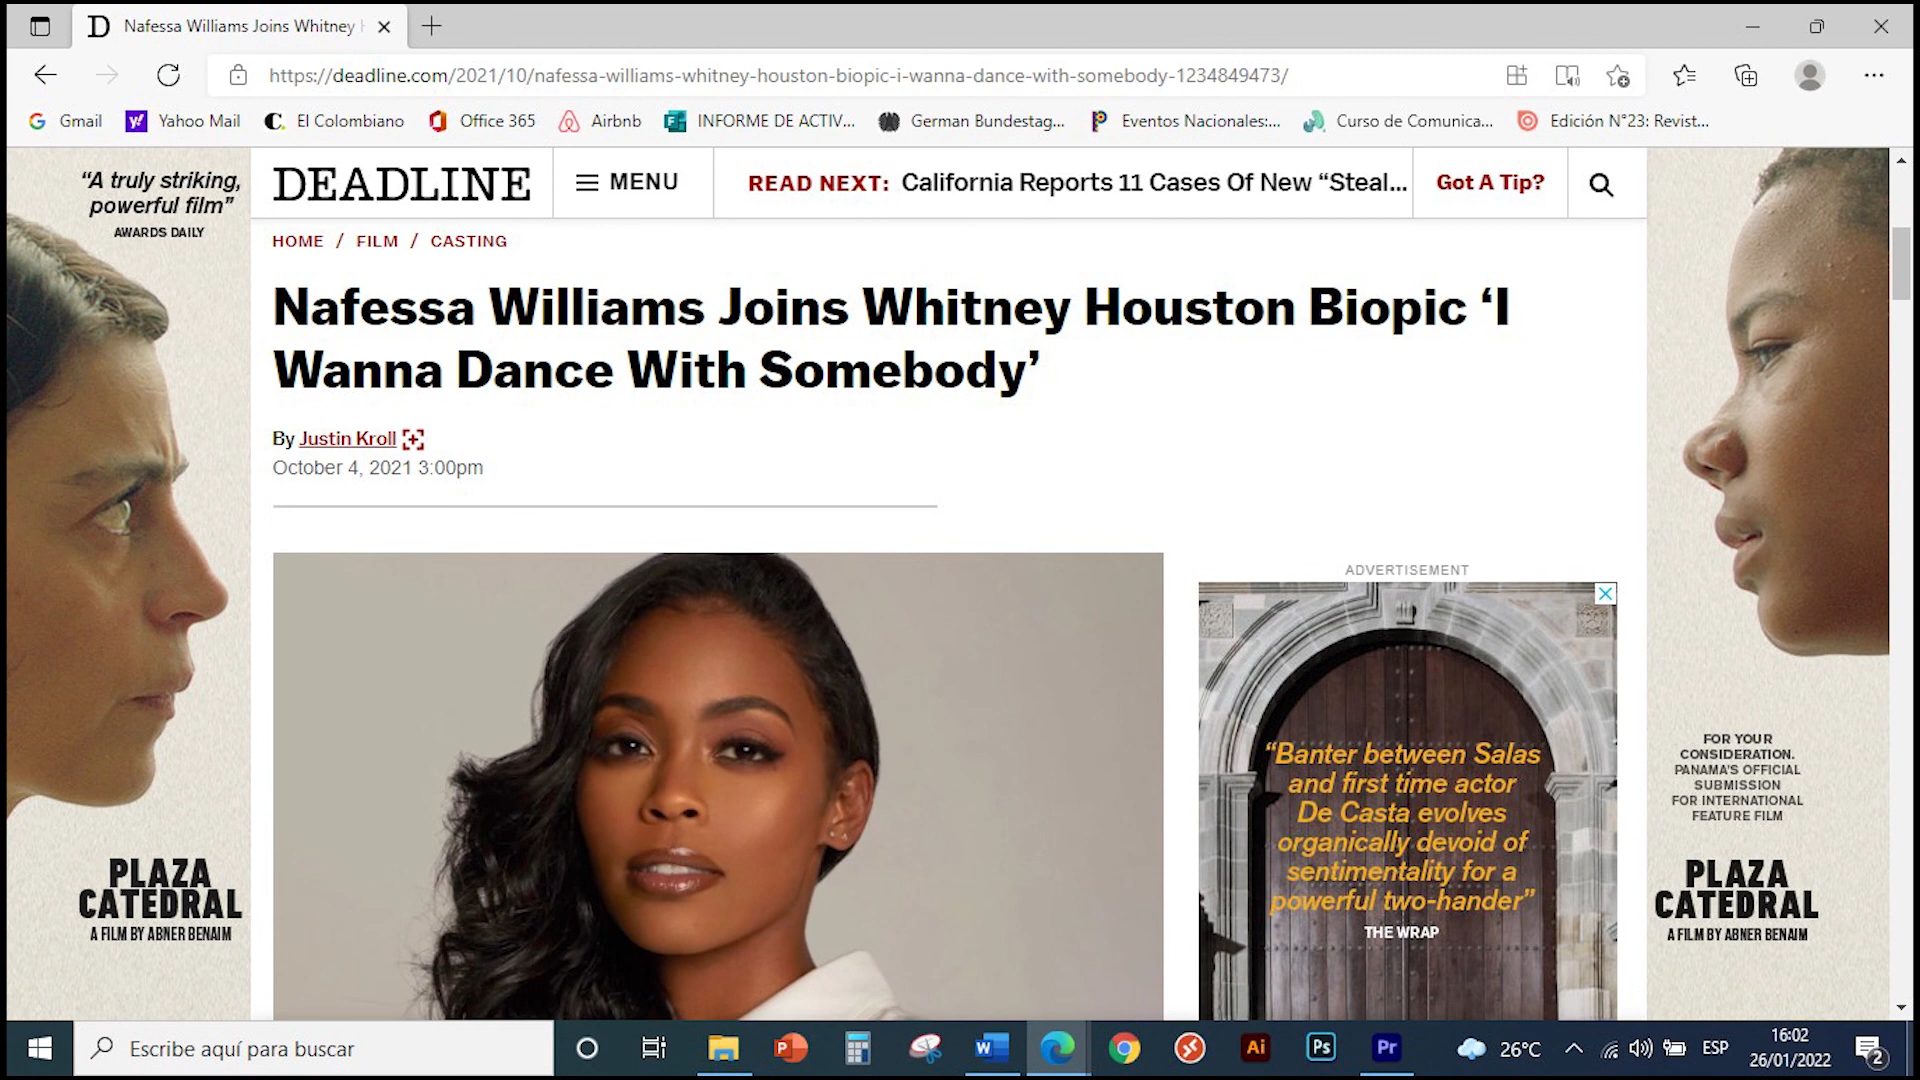 Nafessa Williams Joins Whitney
https://deadline.com/2021/10/nafessa-williams-whitney-houston-biopic-i-wanna-dance-with-somebody-1234849473/
Gmail
Yahoo Mail
El Colombiano
Office 365
Airbnb
INFORME DE ACTIV...
German Bundestag...
Eventos Nacionales:...
Curso de Comunica...
Edición N°23: Revist...
"A truly striking,
powerful film"
AWARDS DAILY
DEADLINE
MENU
READ NEXT: California Reports 11 Cases Of New “Steal...
Got A Tip?
HOME / FILM / CASTING
Nafessa Williams Joins Whitney Houston Biopic ‘I
Wanna Dance With Somebody’
By Justin Kroll
October 4, 2021 3:00pm
ADVERTISEMENT
“Banter between Salas
and first time actor
De Casta evolves
organically devoid of
sentimentality for a
powerful two-hander”
THE WRAP
PLAZA
CATEDRAL
A FILM BY ABNER BENAIM
FOR YOUR
CONSIDERATION.
PANAMA'S OFFICIAL
SUBMISSION
FOR INTERNATIONAL
FEATURE FILM
PLAZA
CATEDRAL
A FILM BY ABNER BENAIM
Escribe aquí para buscar
Ai
Ps
Pr
26°C
ESP
16:02
26/01/2022
2